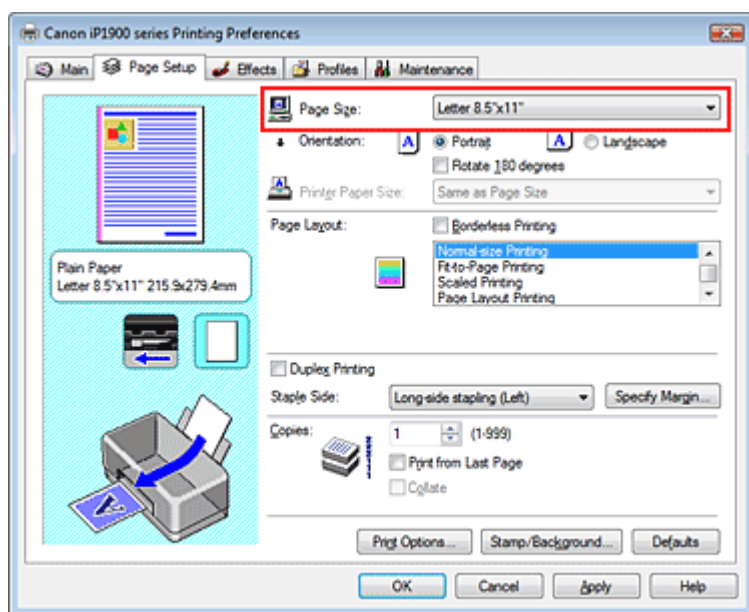 Canon iP1900 series Printing Preferences
Main Page Setup Effects Profiles Maintenance
Page Size: Letter 8.5"x11"
Orientation: A Portrait A Landscape
Rotate 180 degrees
Printer Paper Size: Same as Page Size
Page Layout: Borderless Printing
Normal-size Printing
Fit-to-Page Printing
Scaled Printing
Page Layout Printing
Plain Paper
Letter 8.5"x11" 215.9x279.4mm
Duplex Printing
Staple Side: Long-side stapling (Left) Specify Margin...
Copies: 1 (1-999)
Print from Last Page
Collate
Print Options... Stamp/Background... Defaults
OK Cancel Apply Help